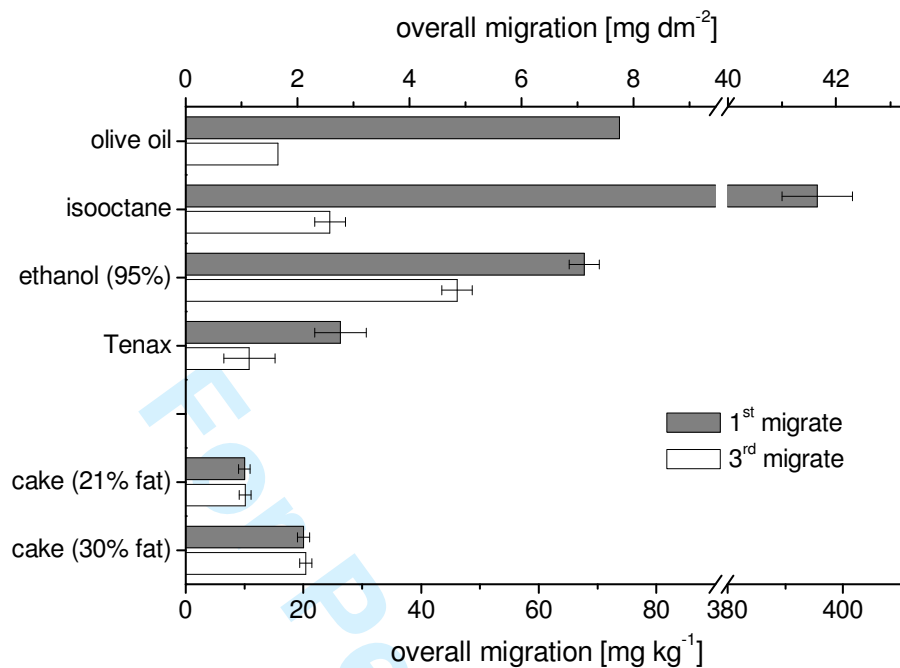 overall migration [mg dm⁻²]
0 2 4 6 8 40 42
olive oil
isooctane
ethanol (95%)
Tenax
1ˢᵗ migrate
3ʳᵈ migrate
cake (21% fat)
cake (30% fat)
0 20 40 60 80 380 400
overall migration [mg kg⁻¹]